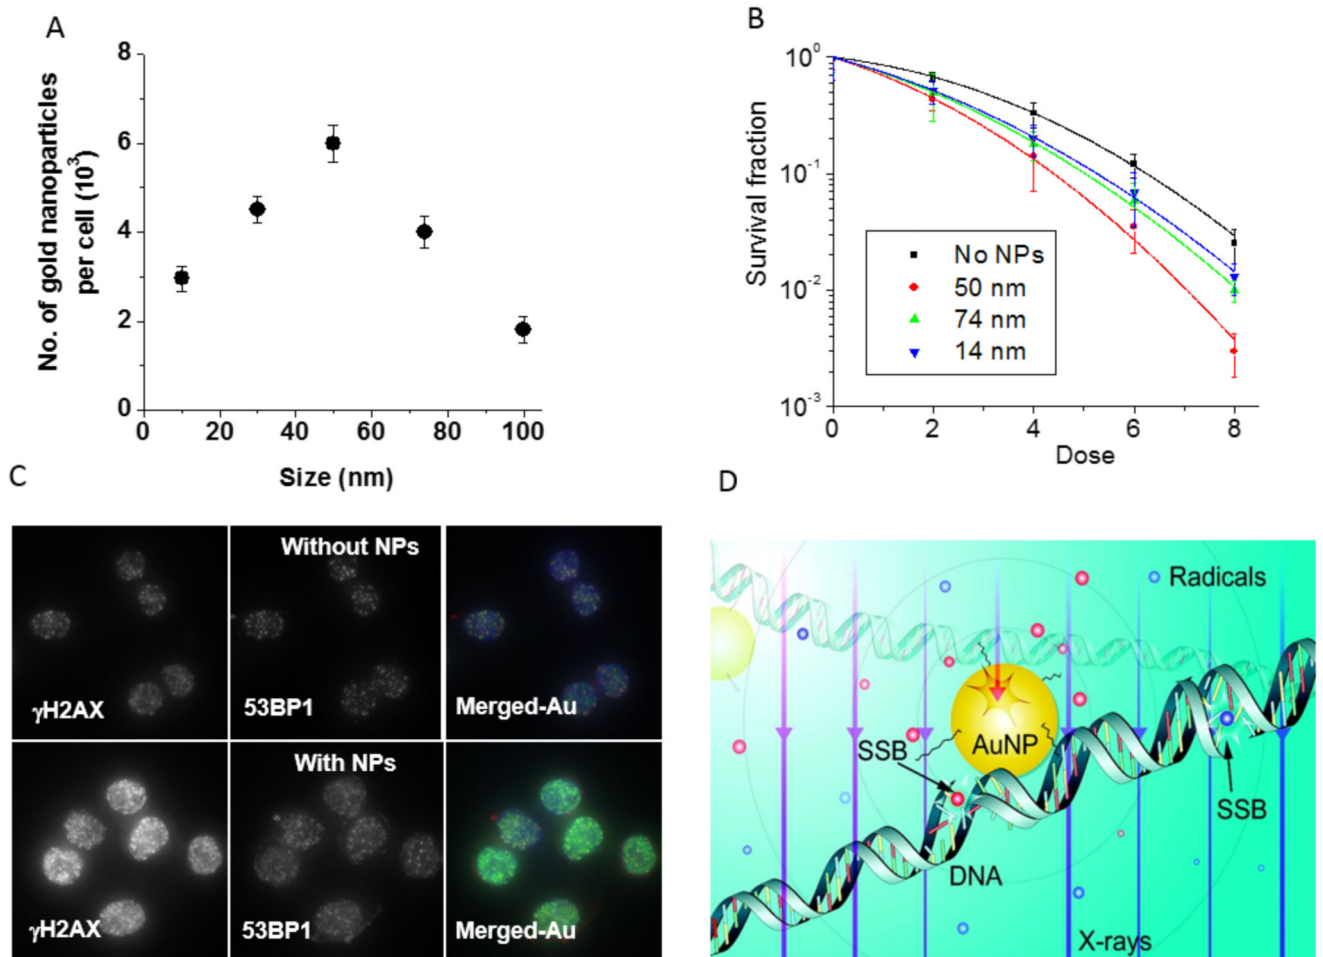 A
No. of gold nanoparticles
per cell (10³)
8
6
4
2
0
0 20 40 60 80 100
Size (nm)
B
Survival fraction
10⁰
10⁻¹
10⁻²
10⁻³
No NPs
50 nm
74 nm
14 nm
0 2 4 6 8
Dose
C
Without NPs
γH2AX 53BP1 Merged-Au
With NPs
γH2AX 53BP1 Merged-Au
D
Radicals
AuNP
SSB
SSB
DNA
X-rays